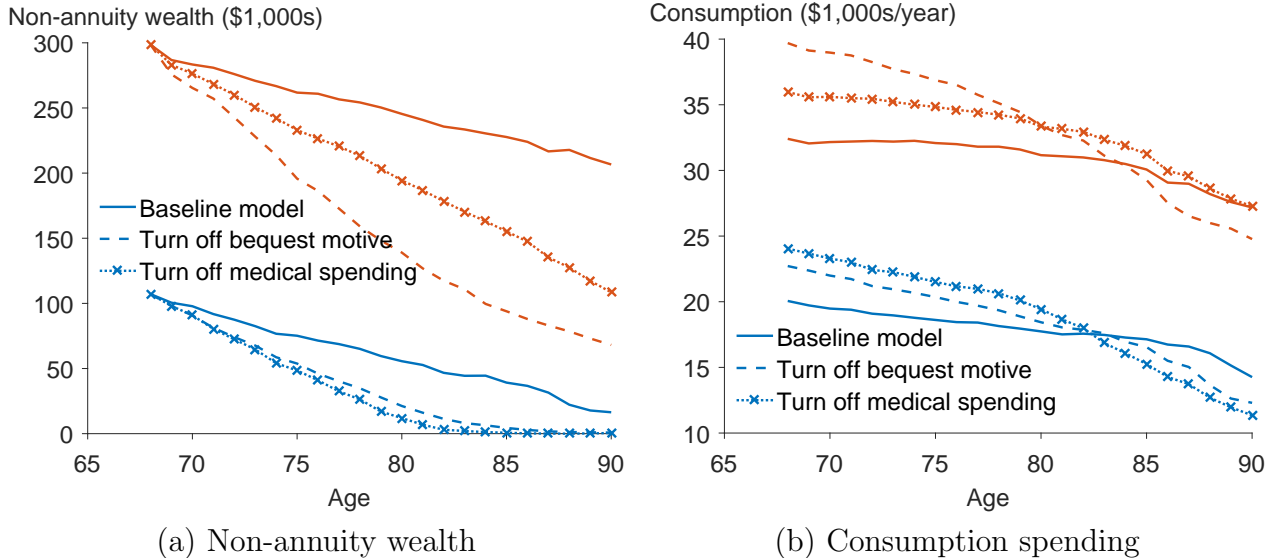 Non-annuity wealth ($1,000s)
300
250
200
150
100
50
0
65
70
75
80
85
90
Age
Baseline model
Turn off bequest motive
Turn off medical spending
(a) Non-annuity wealth
Consumption ($1,000s/year)
40
35
30
25
20
15
10
65
70
75
80
85
90
Age
Baseline model
Turn off bequest motive
Turn off medical spending
(b) Consumption spending